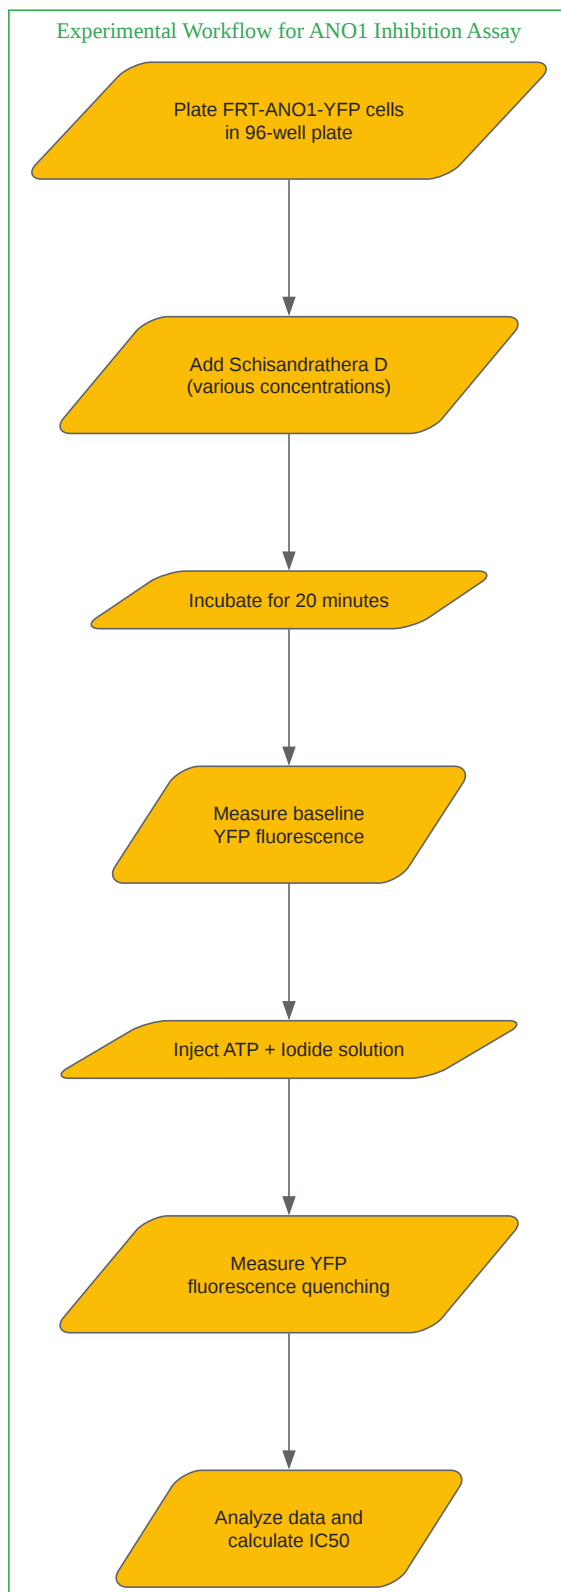 Experimental Workflow for ANO1 Inhibition Assay
Plate FRT-ANO1-YFP cells
in 96-well plate
Add Schisandrathera D
(various concentrations)
Incubate for 20 minutes
Measure baseline
YFP fluorescence
Inject ATP + Iodide solution
Measure YFP
fluorescence quenching
Analyze data and
calculate IC50